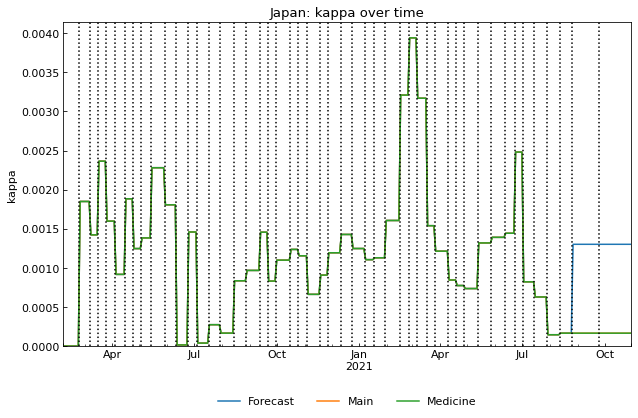 Japan: kappa over time
0.0040
0.0035
0.0030
0.0025
0.0020
0.0015
0.0010
0.0005
0.0000
kappa
Apr Jul Oct Jan Apr Jul Oct
2021
Forecast Main Medicine